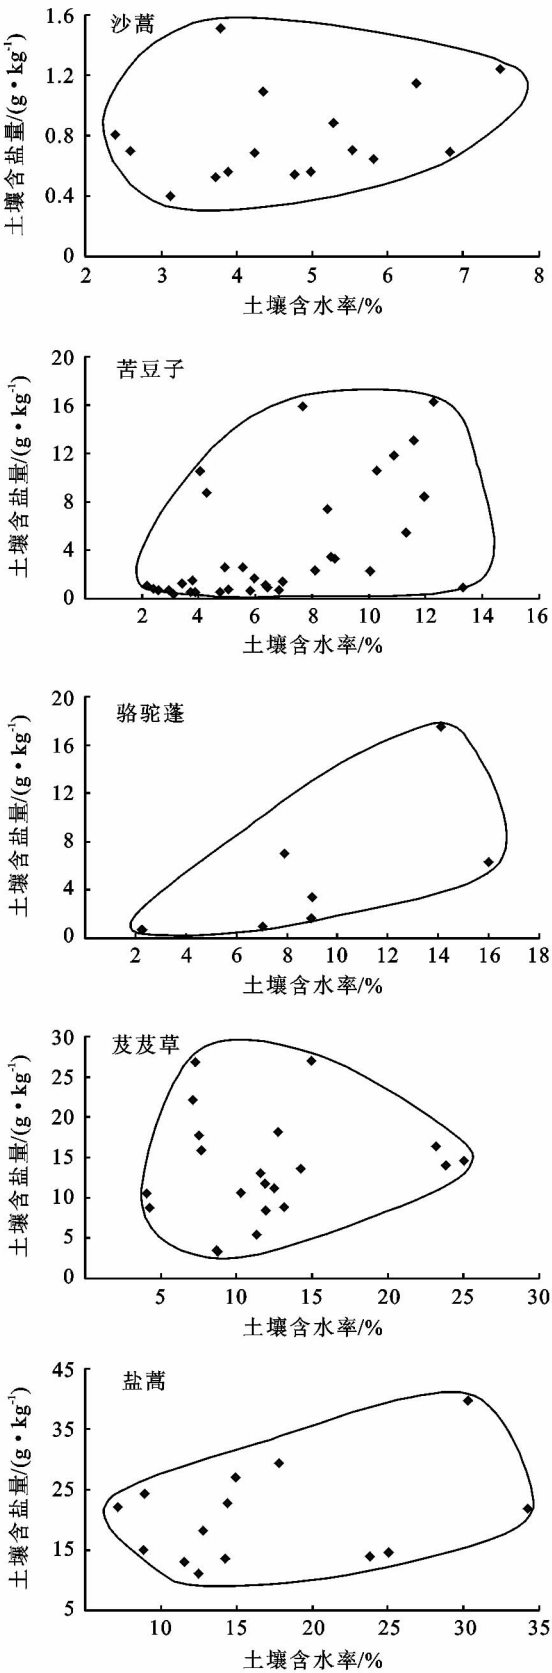 沙蒿
1.6
1.2
0.8
0.4
0
2 3 4 5 6 7 8
土壤含水率/%
土壤含盐量/(g·kg⁻¹)
苦豆子
20
16
12
8
4
0
2 4 6 8 10 12 14 16
土壤含水率/%
土壤含盐量/(g·kg⁻¹)
骆驼蓬
20
16
12
8
4
0
2 4 6 8 10 12 14 16 18
土壤含水率/%
土壤含盐量/(g·kg⁻¹)
芨芨草
30
25
20
15
10
5
0
5 10 15 20 25 30
土壤含水率/%
土壤含盐量/(g·kg⁻¹)
盐蒿
45
35
25
15
5
10 15 20 25 30 35
土壤含水率/%
土壤含盐量/(g·kg⁻¹)